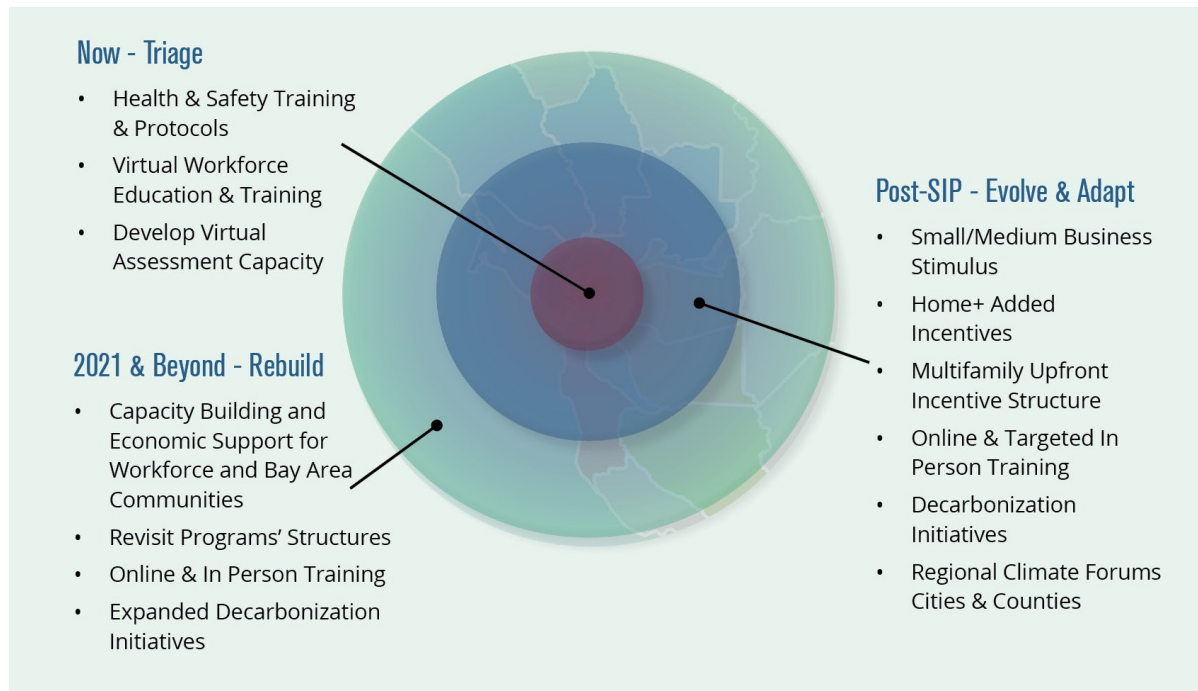 Now - Triage
• Health & Safety Training
& Protocols
• Virtual Workforce
Education & Training
• Develop Virtual
Assessment Capacity
2021 & Beyond - Rebuild
• Capacity Building and
Economic Support for
Workforce and Bay Area
Communities
• Revisit Programs’ Structures
• Online & In Person Training
• Expanded Decarbonization
Initiatives
Post-SIP - Evolve & Adapt
• Small/Medium Business
Stimulus
• Home+ Added
Incentives
• Multifamily Upfront
Incentive Structure
• Online & Targeted In
Person Training
• Decarbonization
Initiatives
• Regional Climate Forums
Cities & Counties